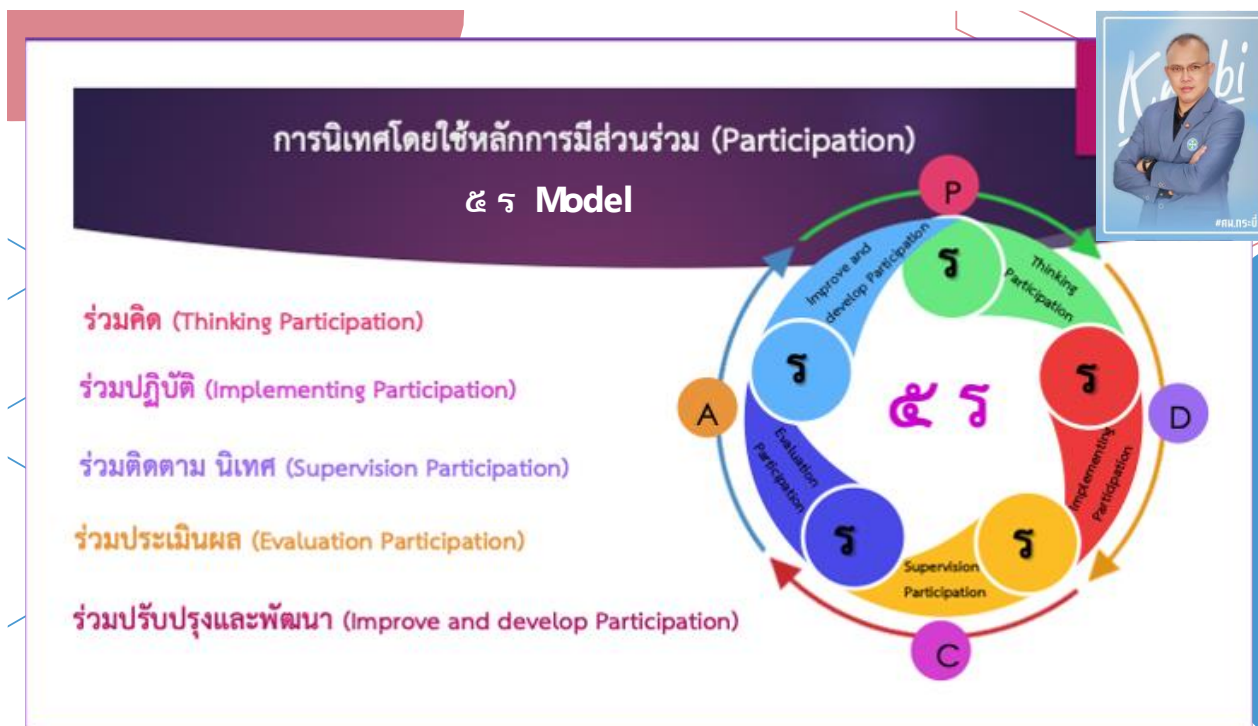 การนิเทศโดยใช้หลักการมีส่วนร่วม (Participation)
๕ ร Model
ร่วมคิด (Thinking Participation)
ร่วมปฏิบัติ (Implementing Participation)
ร่วมติดตาม นิเทศ (Supervision Participation)
ร่วมประเมินผล (Evaluation Participation)
ร่วมปรับปรุงและพัฒนา (Improve and develop Participation)
P
ร
Thinking
Participation
ร
D
Implementing
Participation
ร
Supervision
Participation
C
ร
Evaluation
Participation
A
ร
Improve and
develop Participation
๕ ร
#ศน.กระบี่